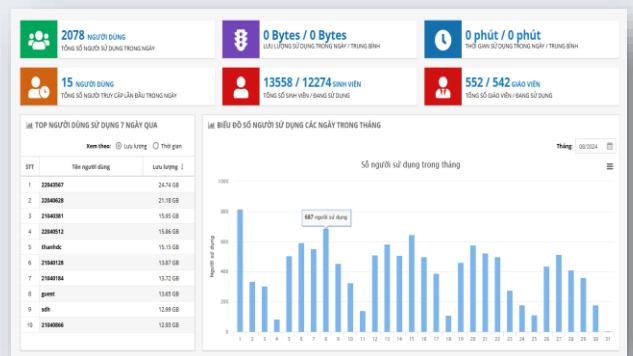 2078 NGƯỜI DÙNG
TỔNG SỐ NGƯỜI SỬ DỤNG TRONG NGÀY
0 Bytes / 0 Bytes
LƯU LƯỢNG SỬ DỤNG TRONG NGÀY / TRUNG BÌNH
0 phút / 0 phút
THỜI GIAN SỬ DỤNG TRONG NGÀY / TRUNG BÌNH
15 NGƯỜI DÙNG
TỔNG SỐ NGƯỜI TRUY CẬP LẦN ĐẦU TRONG NGÀY
13558 / 12274 SINH VIÊN
TỔNG SỐ SINH VIÊN / ĐANG SỬ DỤNG
552 / 542 GIÁO VIÊN
TỔNG SỐ GIÁO VIÊN / ĐANG SỬ DỤNG
TOP NGƯỜI DÙNG SỬ DỤNG 7 NGÀY QUA
Xem theo: Lưu lượng Thời gian
STT Tên người dùng Lưu lượng
1 22043567 24.74 GB
2 22040628 21.18 GB
3 21040381 15.95 GB
4 22040512 15.86 GB
5 thanhdc 15.15 GB
6 21040128 13.87 GB
7 21040184 13.72 GB
8 guest 13.65 GB
9 sdh 12.99 GB
10 21040866 12.93 GB
BIỂU ĐỒ SỐ NGƯỜI SỬ DỤNG CÁC NGÀY TRONG THÁNG
Tháng: 08/2024
Số người sử dụng trong tháng
Người sử dụng
1000
800
600
400
200
0
687 người sử dụng
1 2 3 4 5 6 7 8 9 10 11 12 13 14 15 16 17 18 19 20 21 22 23 24 25 26 27 28 29 30 31